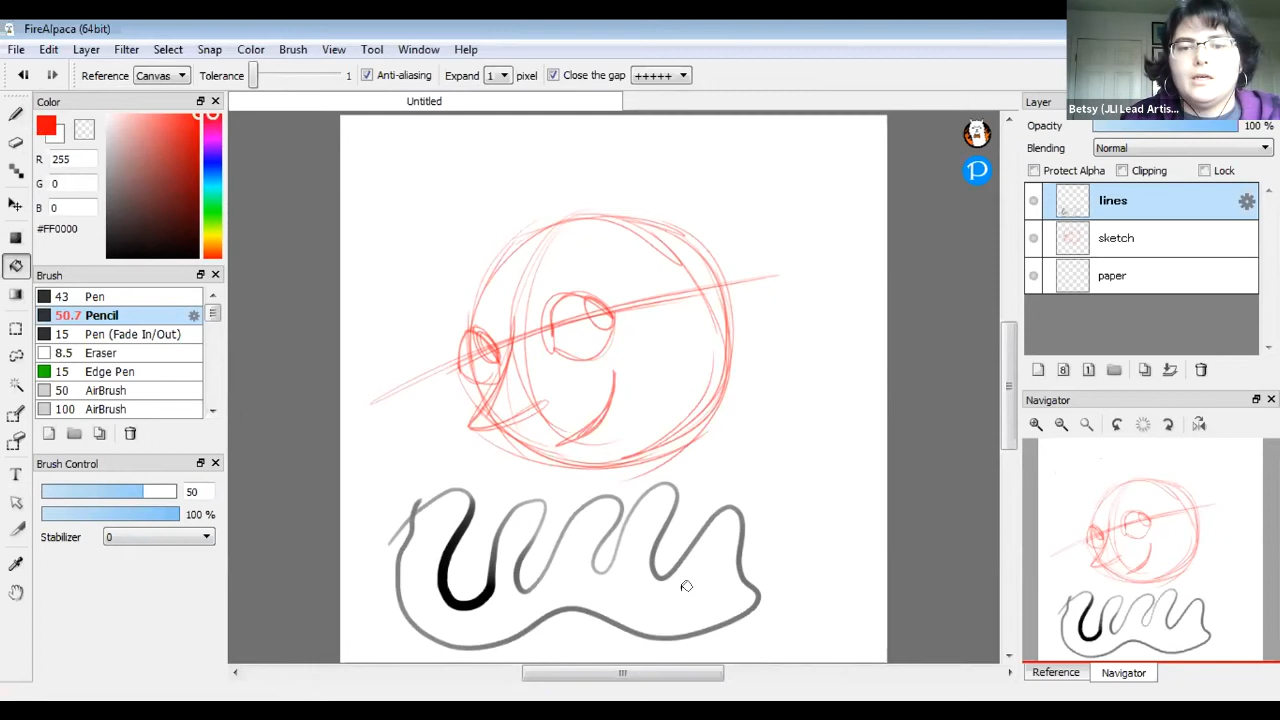 FireAlpaca (64bit)
File Edit Layer Filter Select Snap Color Brush View Tool Window Help
Reference Canvas Tolerance 1 Anti-aliasing Expand 1 pixel Close the gap +++++
Color
Untitled
Layer
Betsy (JLI Lead Artis...
Opacity 100 %
Blending Normal
Protect Alpha Clipping Lock
R 255
G 0
B 0
#FF0000
lines
sketch
paper
Brush
43 Pen
50.7 Pencil
15 Pen (Fade In/Out)
8.5 Eraser
15 Edge Pen
50 AirBrush
100 AirBrush
8 1
Navigator
Brush Control
50
100 %
Stabilizer 0
T
P
Reference Navigator